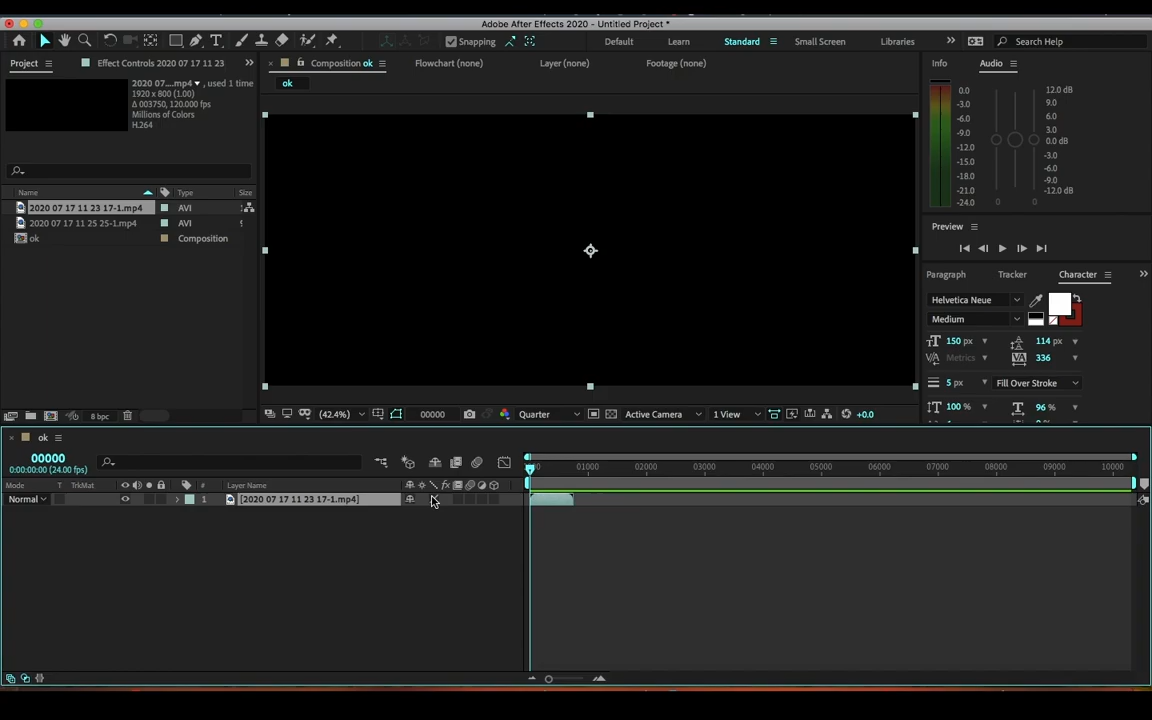 Adobe After Effects 2020 - Untitled Project *
Snapping
Default
Learn
Standard
Small Screen
Libraries
Search Help
Project
Effect Controls 2020 07 17 11 23
Composition ok
Flowchart (none)
Layer (none)
Footage (none)
Info
Audio
ok
2020 07....mp4 , used 1 time
1920 x 800 (1.00)
Δ 003750, 120.000 fps
Millions of Colors
H.264
0.0
-3.0
-6.0
-9.0
-12.0
-15.0
-18.0
-21.0
-24.0
12.0 dB
9.0
6.0
3.0
0.0 dB
-3.0
-6.0
-9.0
-12.0 dB
0
0
Name
Type
Size
2020 07 17 11 23 17-1.mp4
AVI
2020 07 17 11 25 25-1.mp4
AVI
ok
Composition
Preview
Paragraph
Tracker
Character
Helvetica Neue
Medium
150 px
114 px
Metrics
336
5 px
Fill Over Stroke
100 %
96 %
8 bpc
(42.4%)
00000
Quarter
Active Camera
1 View
+0.0
ok
00000
0:00:00:00 (24.00 fps)
01000
02000
03000
04000
05000
06000
07000
08000
09000
10000
Mode
T
TrkMat
#
Layer Name
Normal
1
[2020 07 17 11 23 17-1.mp4]